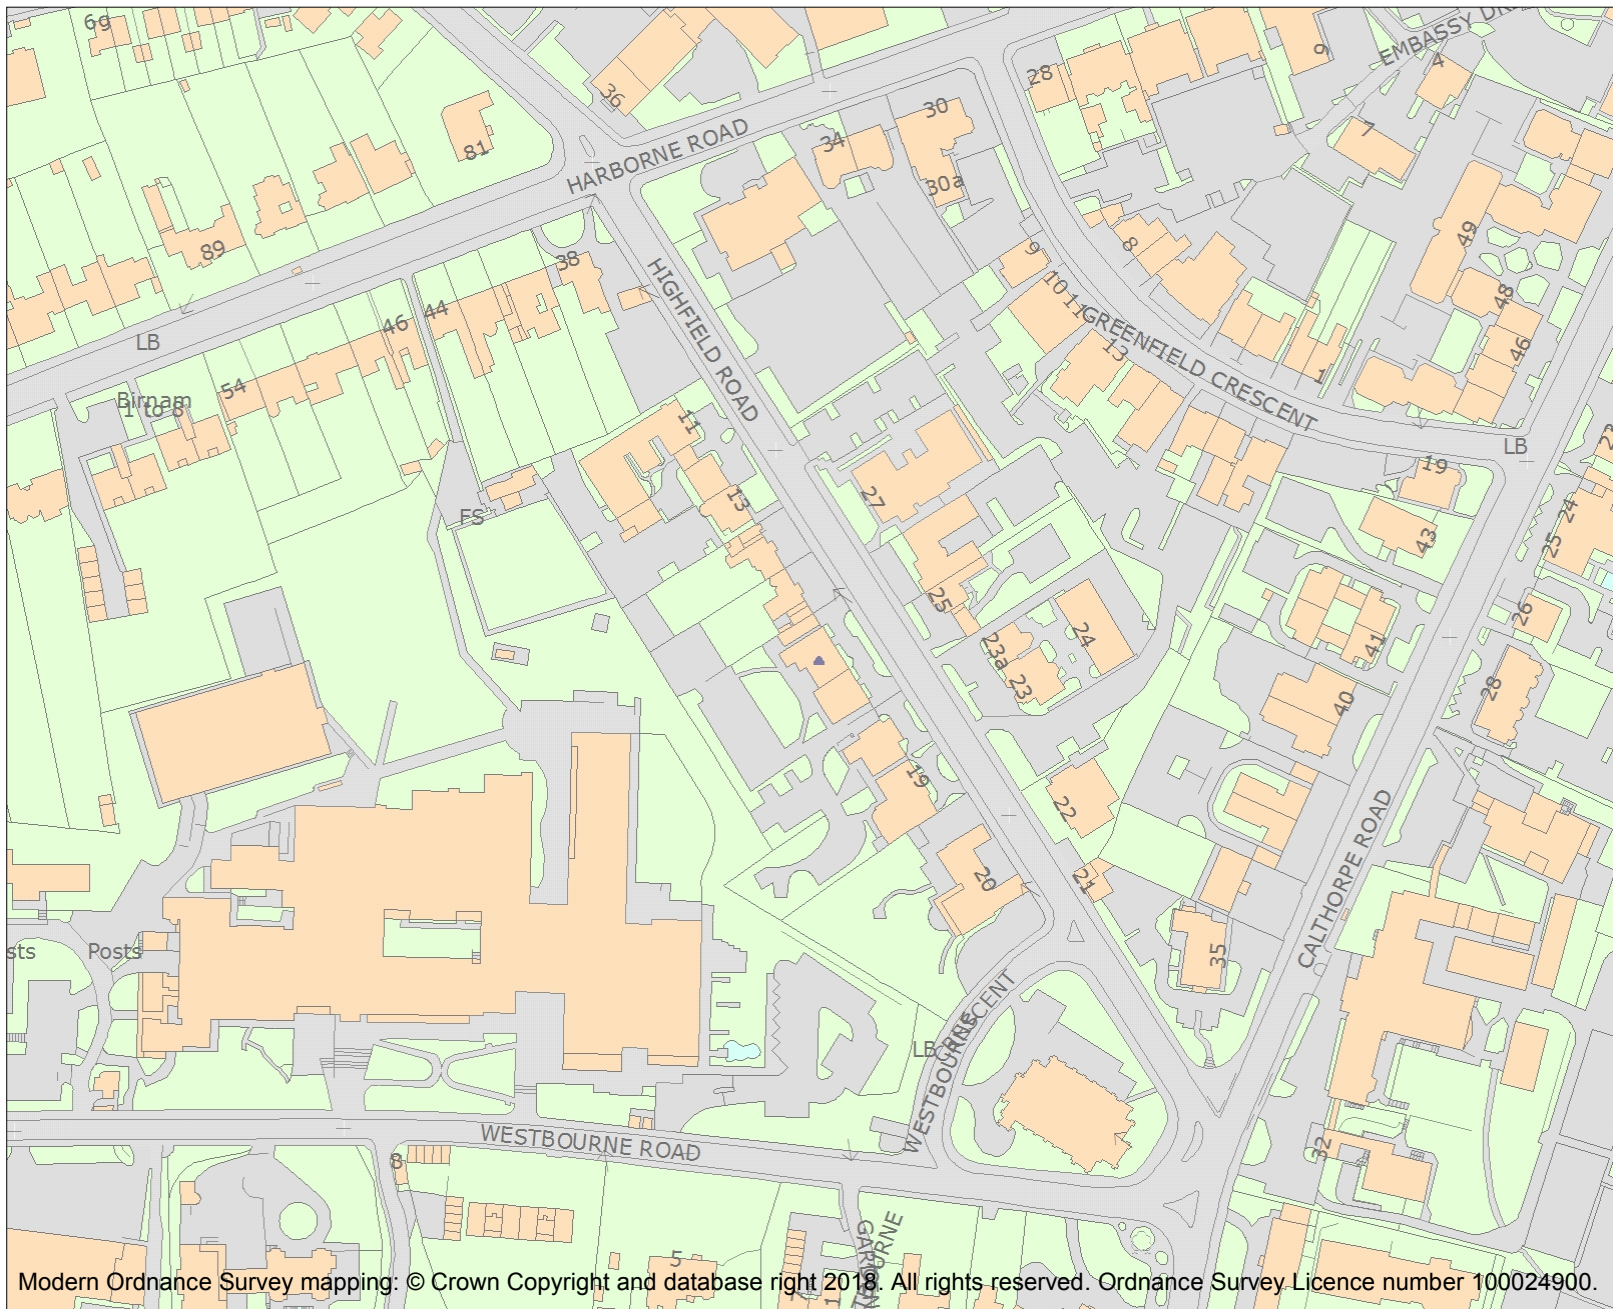 69
36
28
9
EMBASSY DR
4
7
81
HARBORNE ROAD
34
30
30a
89
38
8
49
48
HIGHFIELD ROAD
9
10
11
GREENFIELD CRESCENT
44
46
LB
13
46
1
54
Birnam
1 to 8
11
LB
19
27
13
FS
24
43
25
25
26
24
41
23a
23
28
40
19
22
CALTHORPE ROAD
20
21
35
sts
Posts
LB
WESTBOURNE CRESCENT
WESTBOURNE ROAD
32
8
5
Modern Ordnance Survey mapping: © Crown Copyright and database right 2018. All rights reserved. Ordnance Survey Licence number 100024900.